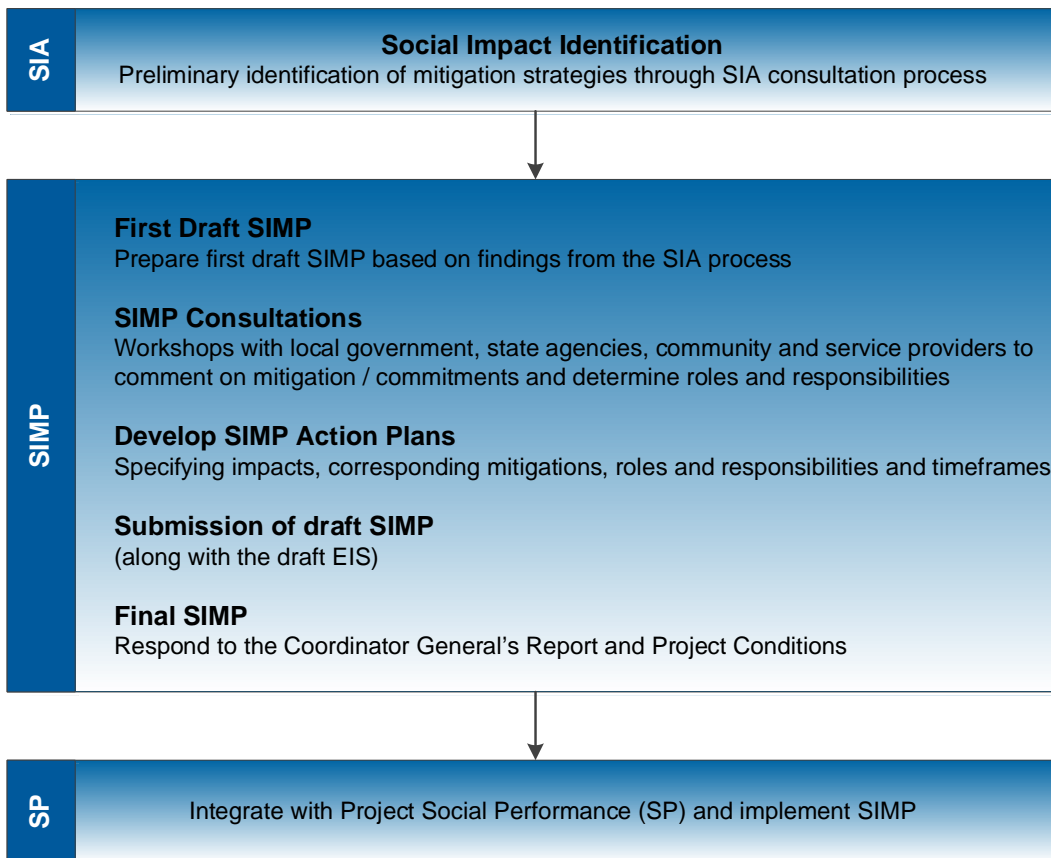 SIA
Social Impact Identification
Preliminary identification of mitigation strategies through SIA consultation process
SIMP
First Draft SIMP
Prepare first draft SIMP based on findings from the SIA process
SIMP Consultations
Workshops with local government, state agencies, community and service providers to
comment on mitigation / commitments and determine roles and responsibilities
Develop SIMP Action Plans
Specifying impacts, corresponding mitigations, roles and responsibilities and timeframes
Submission of draft SIMP
(along with the draft EIS)
Final SIMP
Respond to the Coordinator General's Report and Project Conditions
SP
Integrate with Project Social Performance (SP) and implement SIMP